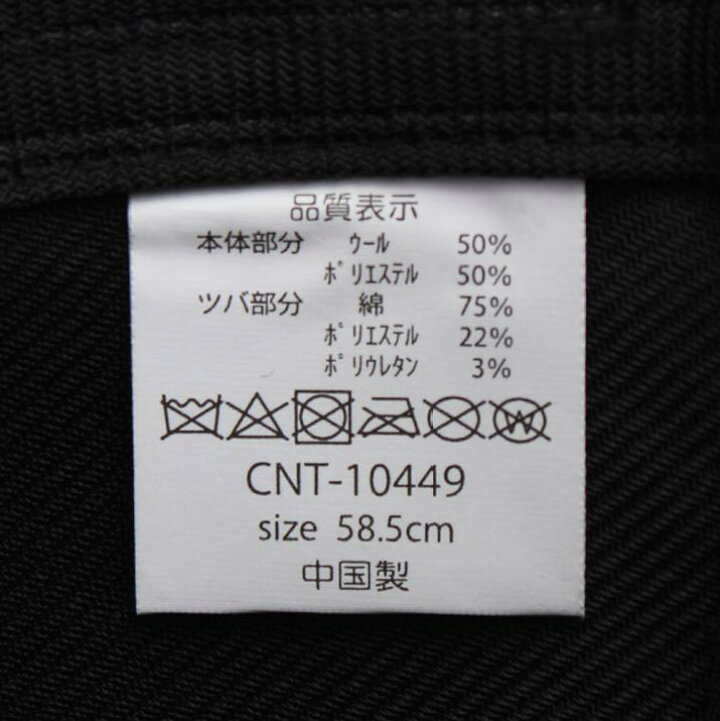 品質表示
本体部分 ｳｰﾙ 50%
ﾎﾟﾘｴｽﾃﾙ 50%
ツバ部分 綿 75%
ﾎﾟﾘｴｽﾃﾙ 22%
ﾎﾟﾘｳﾚﾀﾝ 3%
CNT-10449
size 58.5cm
中国製